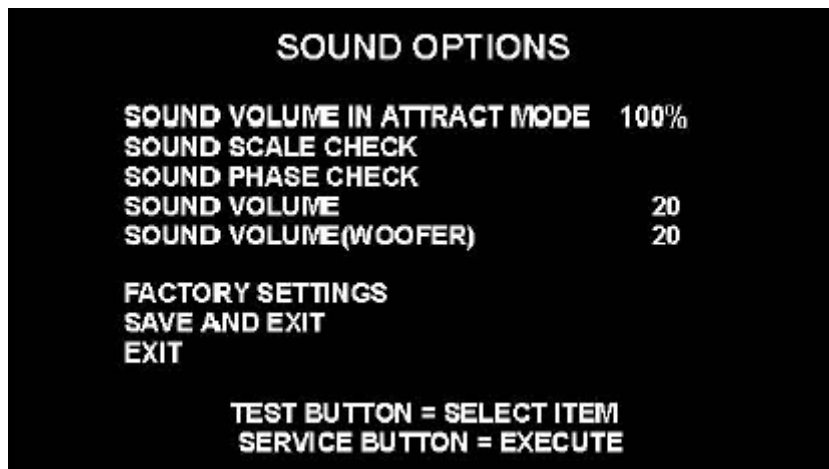 SOUND OPTIONS
SOUND VOLUME IN ATTRACT MODE 100%
SOUND SCALE CHECK
SOUND PHASE CHECK
SOUND VOLUME 20
SOUND VOLUME(WOOFER) 20
FACTORY SETTINGS
SAVE AND EXIT
EXIT
TEST BUTTON = SELECT ITEM
SERVICE BUTTON = EXECUTE